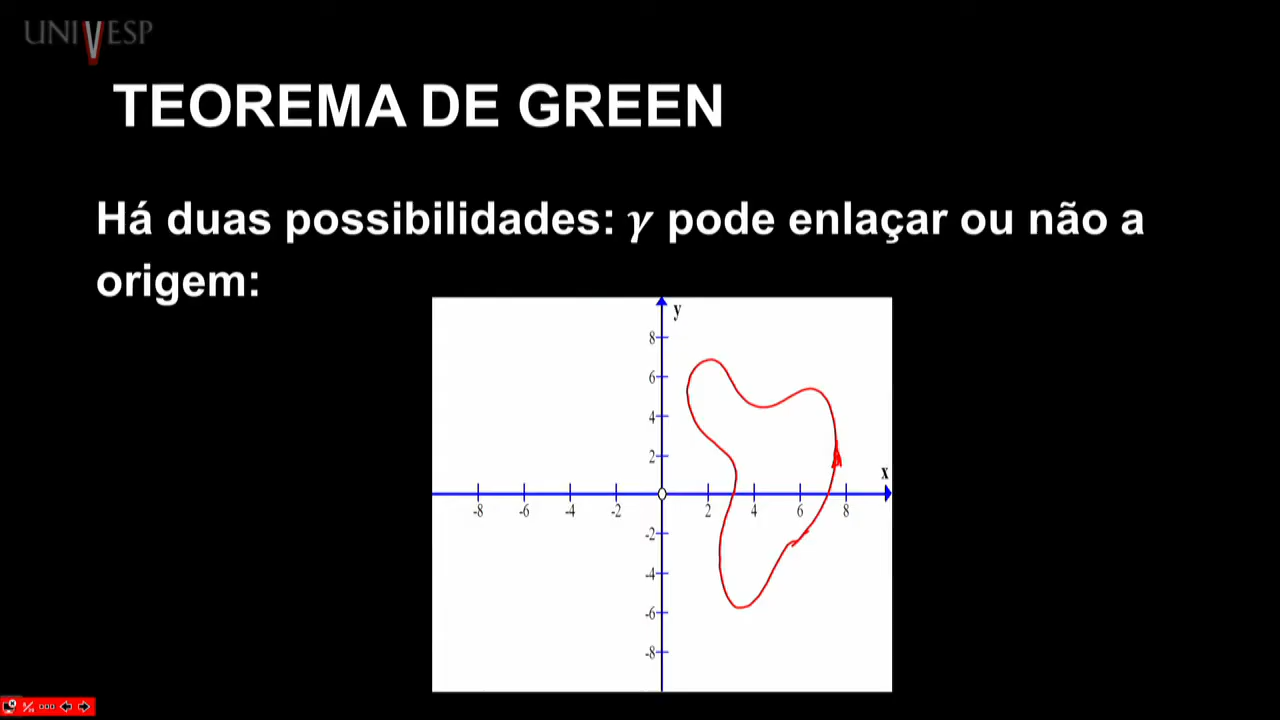 UNIVESP
TEOREMA DE GREEN
Há duas possibilidades: γ pode enlaçar ou não a
origem:
y
8
6
4
2
x
-8 -6 -4 -2 2 4 6 8
-2
-4
-6
-8